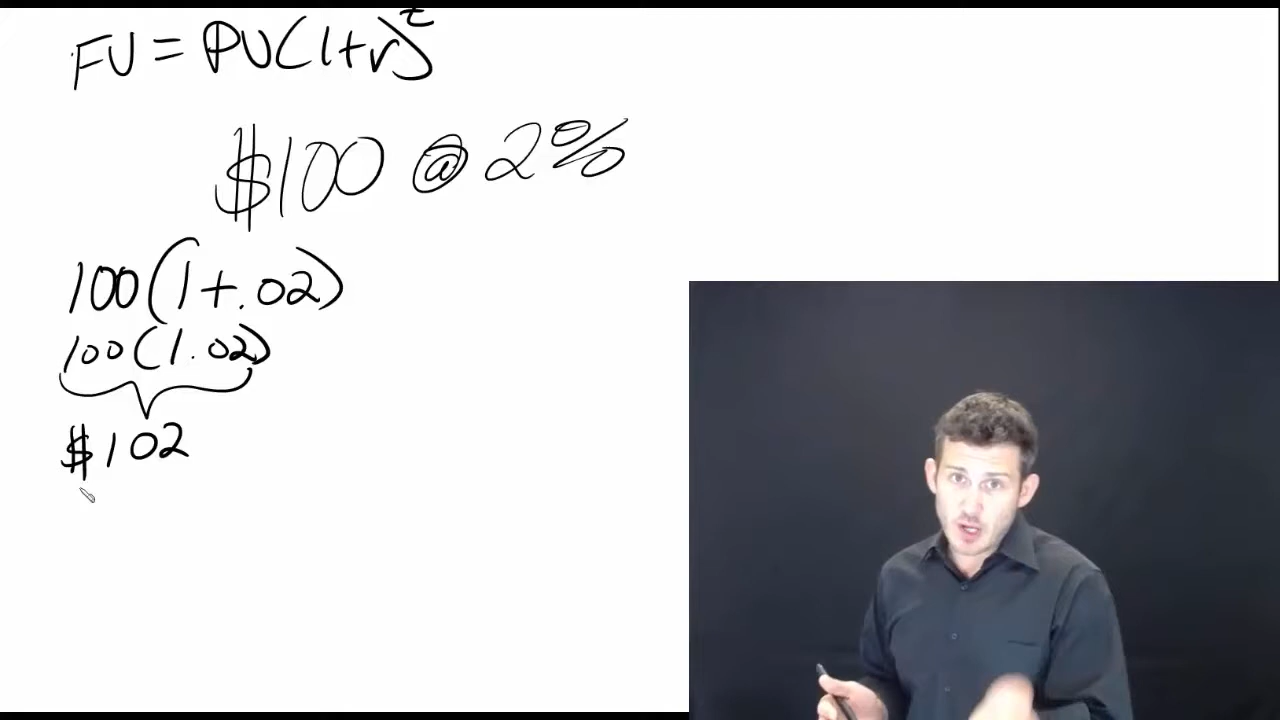 FV = PV(1+r)^t
$100 @ 2%
100(1+.02)
100(1.02)
$102